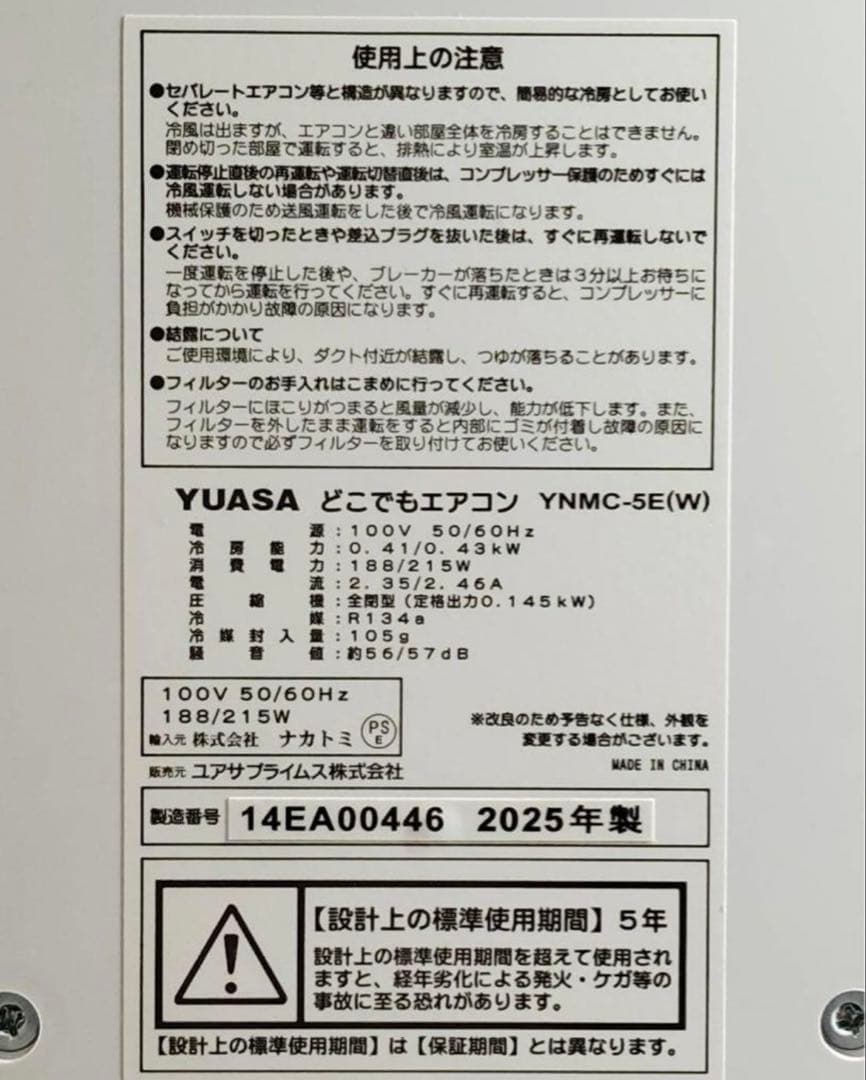 使用上の注意
●セパレートエアコン等と構造が異なりますので、簡易的な冷房としてお使い
ください。
冷風は出ますが、エアコンと違い部屋全体を冷房することはできません。
閉め切った部屋で運転すると、排熱により室温が上昇します。
●運転停止直後の再運転や運転切替直後は、コンプレッサー保護のためすぐには
冷風運転しない場合があります。
機械保護のため送風運転をした後で冷風運転になります。
●スイッチを切ったときや差込プラグを抜いた後は、すぐに再運転しないで
ください。
一度運転を停止した後や、ブレーカーが落ちたときは3分以上お待ちに
なってから運転を行ってください。すぐに再運転すると、コンプレッサーに
負担がかかり故障の原因になります。
●結露について
ご使用環境により、ダクト付近が結露し、つゆが落ちることがあります。
●フィルターのお手入れはこまめに行ってください。
フィルターにほこりがつまると風量が減少し、能力が低下します。また、
フィルターを外したまま運転をすると内部にゴミが付着し故障の原因に
なりますので必ずフィルターを取り付けてお使いください。
YUASA どこでもエアコン YNMC-5E(W)
電源:100V 50/60Hz
冷房能力:0.41/0.43kW
消費電力:188/215W
電流:2.35/2.46A
圧縮機:全閉型(定格出力0.145kW)
冷媒:R134a
冷媒封入量:105g
騒音値:約56/57dB
100V 50/60Hz
188/215W
輸入元 株式会社 ナカトミ PSE
販売元 ユアサプライムス株式会社
※改良のため予告なく仕様、外観を
変更する場合がございます。
MADE IN CHINA
製造番号 14EA00446 2025年製
【設計上の標準使用期間】5年
設計上の標準使用期間を超えて使用され
ますと、経年劣化による発火・ケガ等の
事故に至る恐れがあります。
【設計上の標準使用期間】は【保証期間】とは異なります。